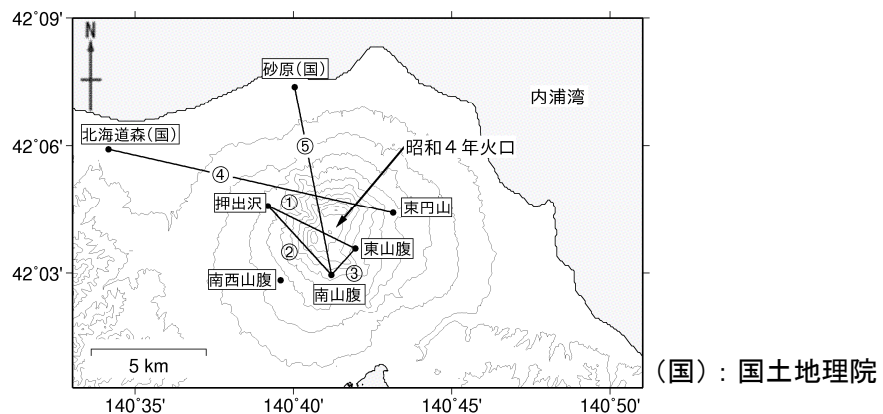 42˚09'
N
砂原（国）
内浦湾
北海道森（国）
42˚06'
⑤
昭和４年火口
④
押出沢
①
東円山
②
東山腹
42˚03'
南西山腹
③
南山腹
5 km
（国）：国土地理院
140˚35'
140˚40'
140˚45'
140˚50'